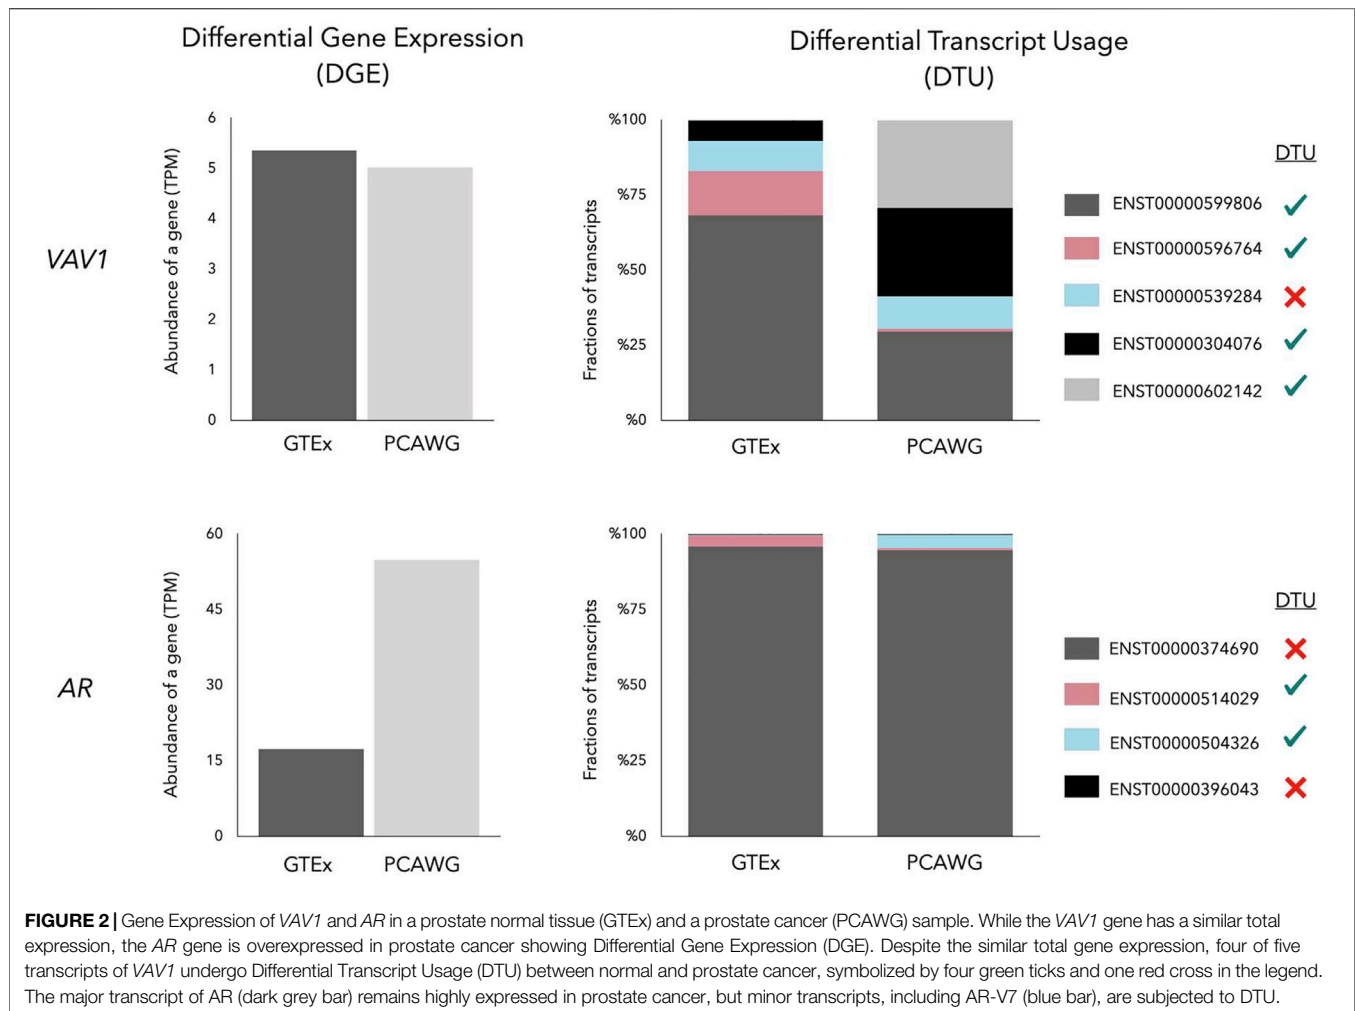 Differential Gene Expression
(DGE)
Differential Transcript Usage
(DTU)
VAV1
Abundance of a gene (TPM)
6
5
4
3
2
1
0
GTEx
PCAWG
Fractions of transcripts
%100
%75
%50
%25
%0
GTEx
PCAWG
DTU
ENST00000599806
ENST00000596764
ENST00000539284
ENST00000304076
ENST00000602142
AR
Abundance of a gene (TPM)
60
45
30
15
0
GTEx
PCAWG
Fractions of transcripts
%100
%75
%50
%25
%0
GTEx
PCAWG
DTU
ENST00000374690
ENST00000514029
ENST00000504326
ENST00000396043
FIGURE 2 | Gene Expression of VAV1 and AR in a prostate normal tissue (GTEx) and a prostate cancer (PCAWG) sample. While the VAV1 gene has a similar total
expression, the AR gene is overexpressed in prostate cancer showing Differential Gene Expression (DGE). Despite the similar total gene expression, four of five
transcripts of VAV1 undergo Differential Transcript Usage (DTU) between normal and prostate cancer, symbolized by four green ticks and one red cross in the legend.
The major transcript of AR (dark grey bar) remains highly expressed in prostate cancer, but minor transcripts, including AR-V7 (blue bar), are subjected to DTU.